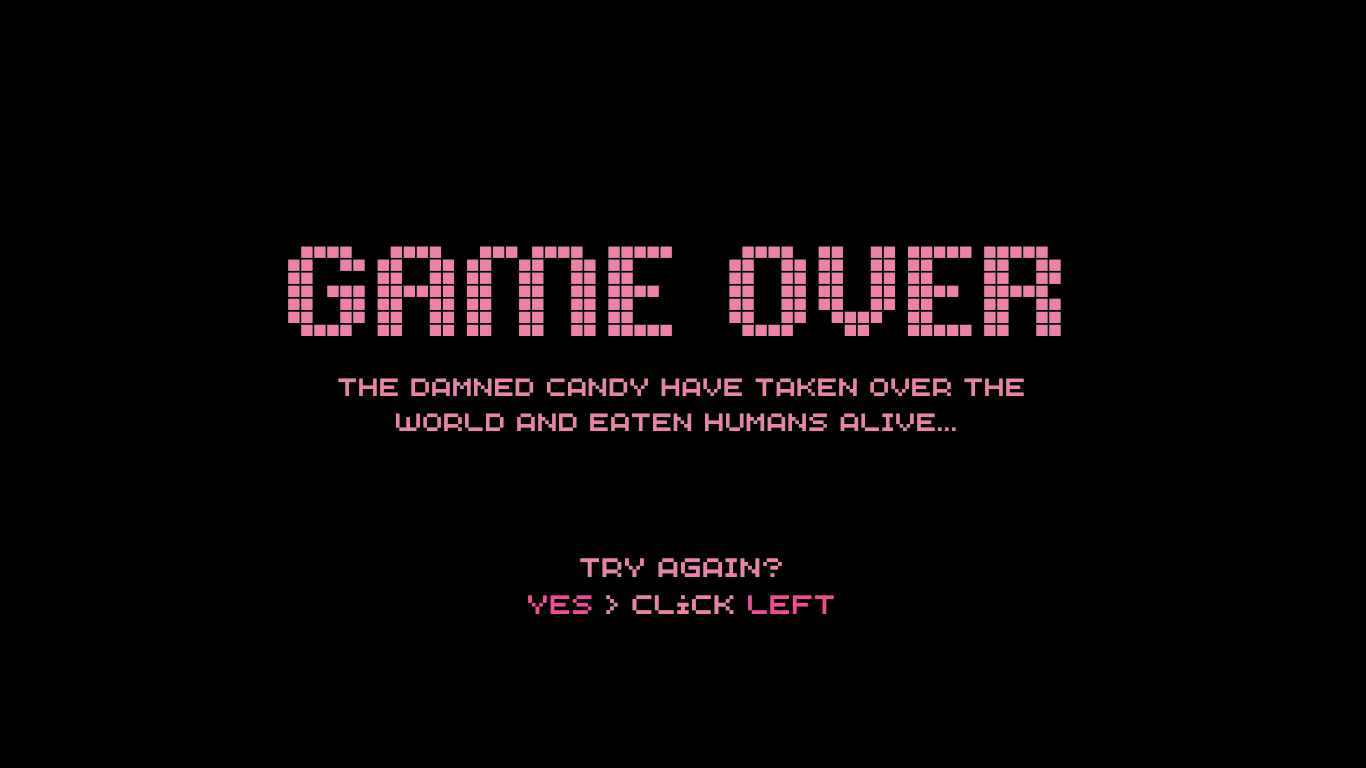 GAME OVER
THE DAMNED CANDY HAVE TAKEN OVER THE
WORLD AND EATEN HUMANS ALIVE...
TRY AGAIN?
YES > CLiCK LEFT